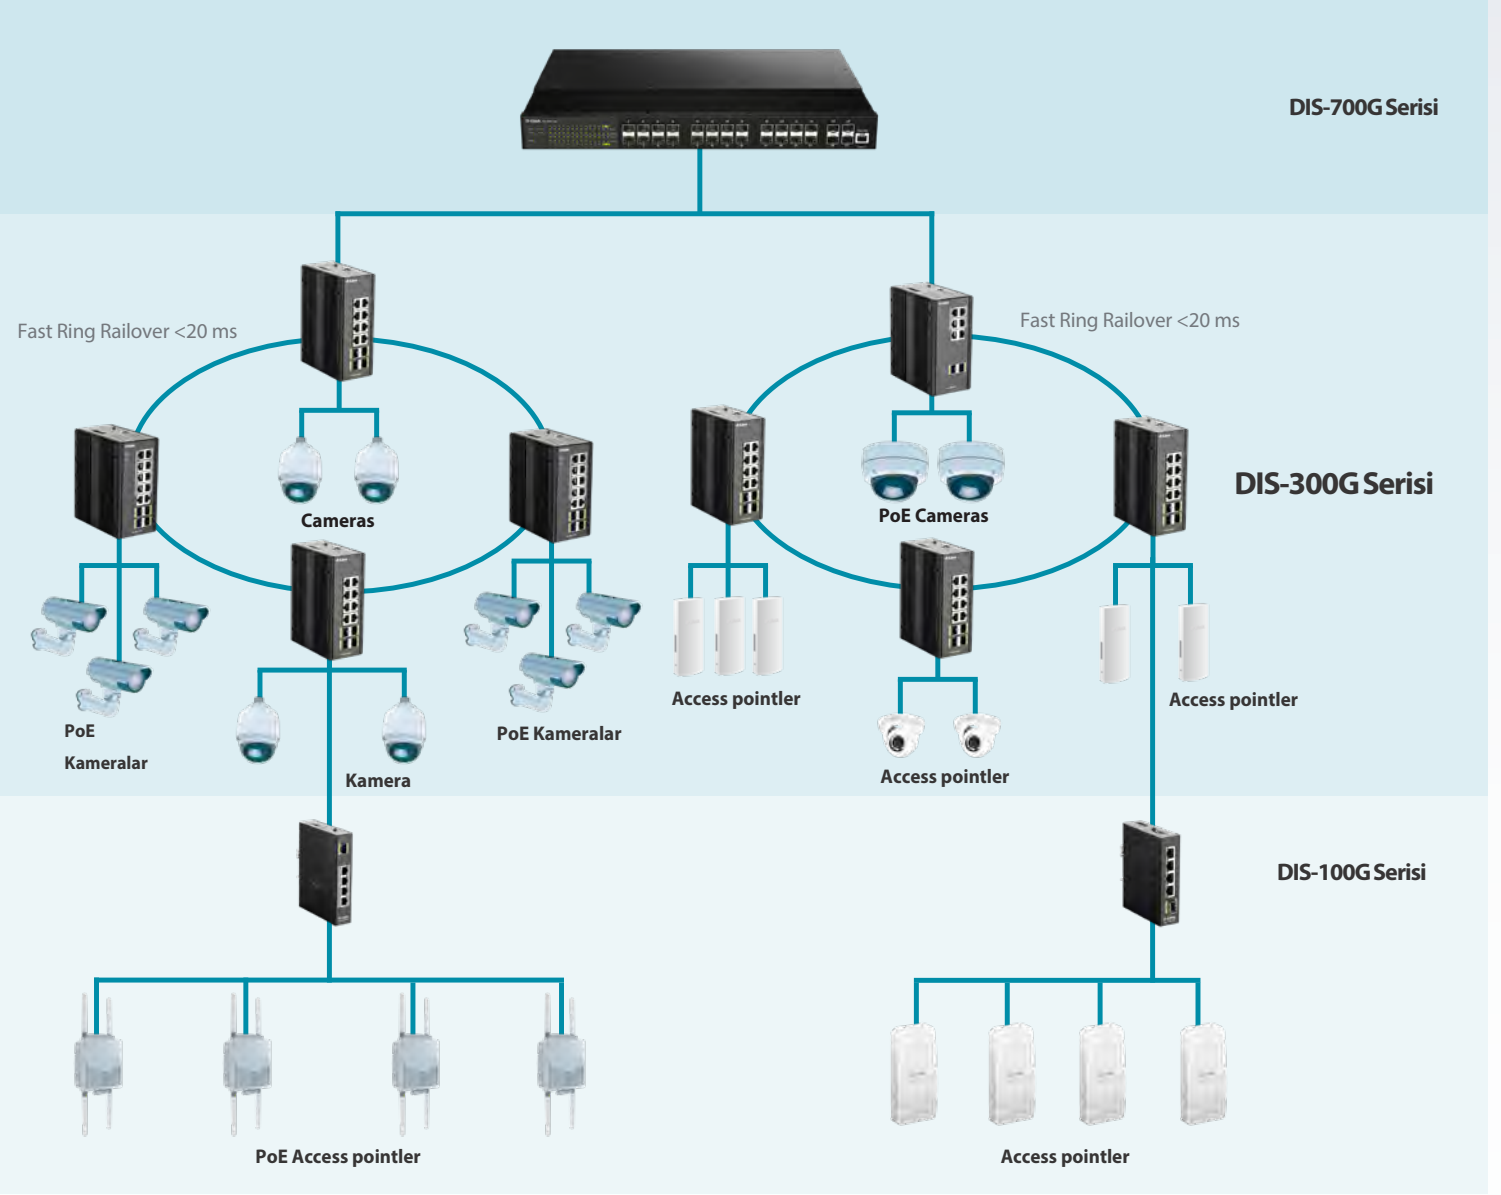 DIS-700G Serisi
Fast Ring Railover <20 ms
Fast Ring Railover <20 ms
DIS-300G Serisi
Cameras
PoE Cameras
Access pointler
Access pointler
PoE
Kameralar
PoE Kameralar
Kamera
Access pointler
DIS-100G Serisi
PoE Access pointler
Access pointler